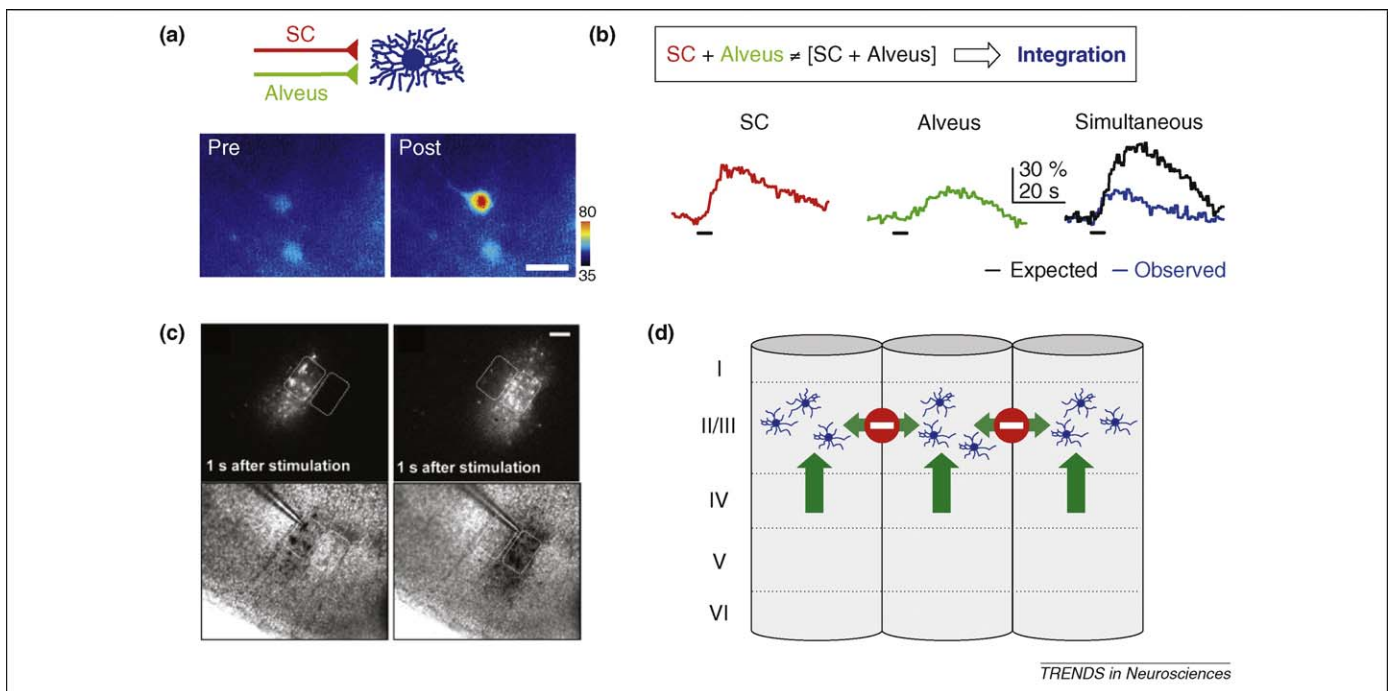 (a)
SC
Alveus
Pre
Post
80
35
(b)
SC + Alveus ≠ [SC + Alveus] Integration
SC
Alveus
Simultaneous
30 %
20 s
Expected
Observed
(c)
1 s after stimulation
1 s after stimulation
(d)
I
II/III
IV
V
VI
TRENDS in Neurosciences